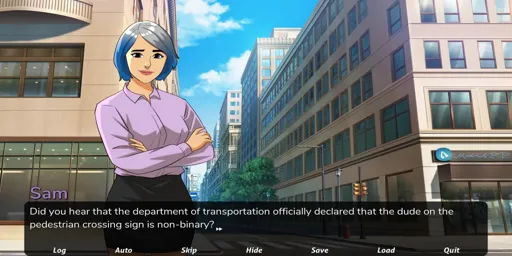 Sam
Did you hear that the department of transportation officially declared that the dude on the
pedestrian crossing sign is non-binary?
Log Auto Skip Hide Save Load Quit